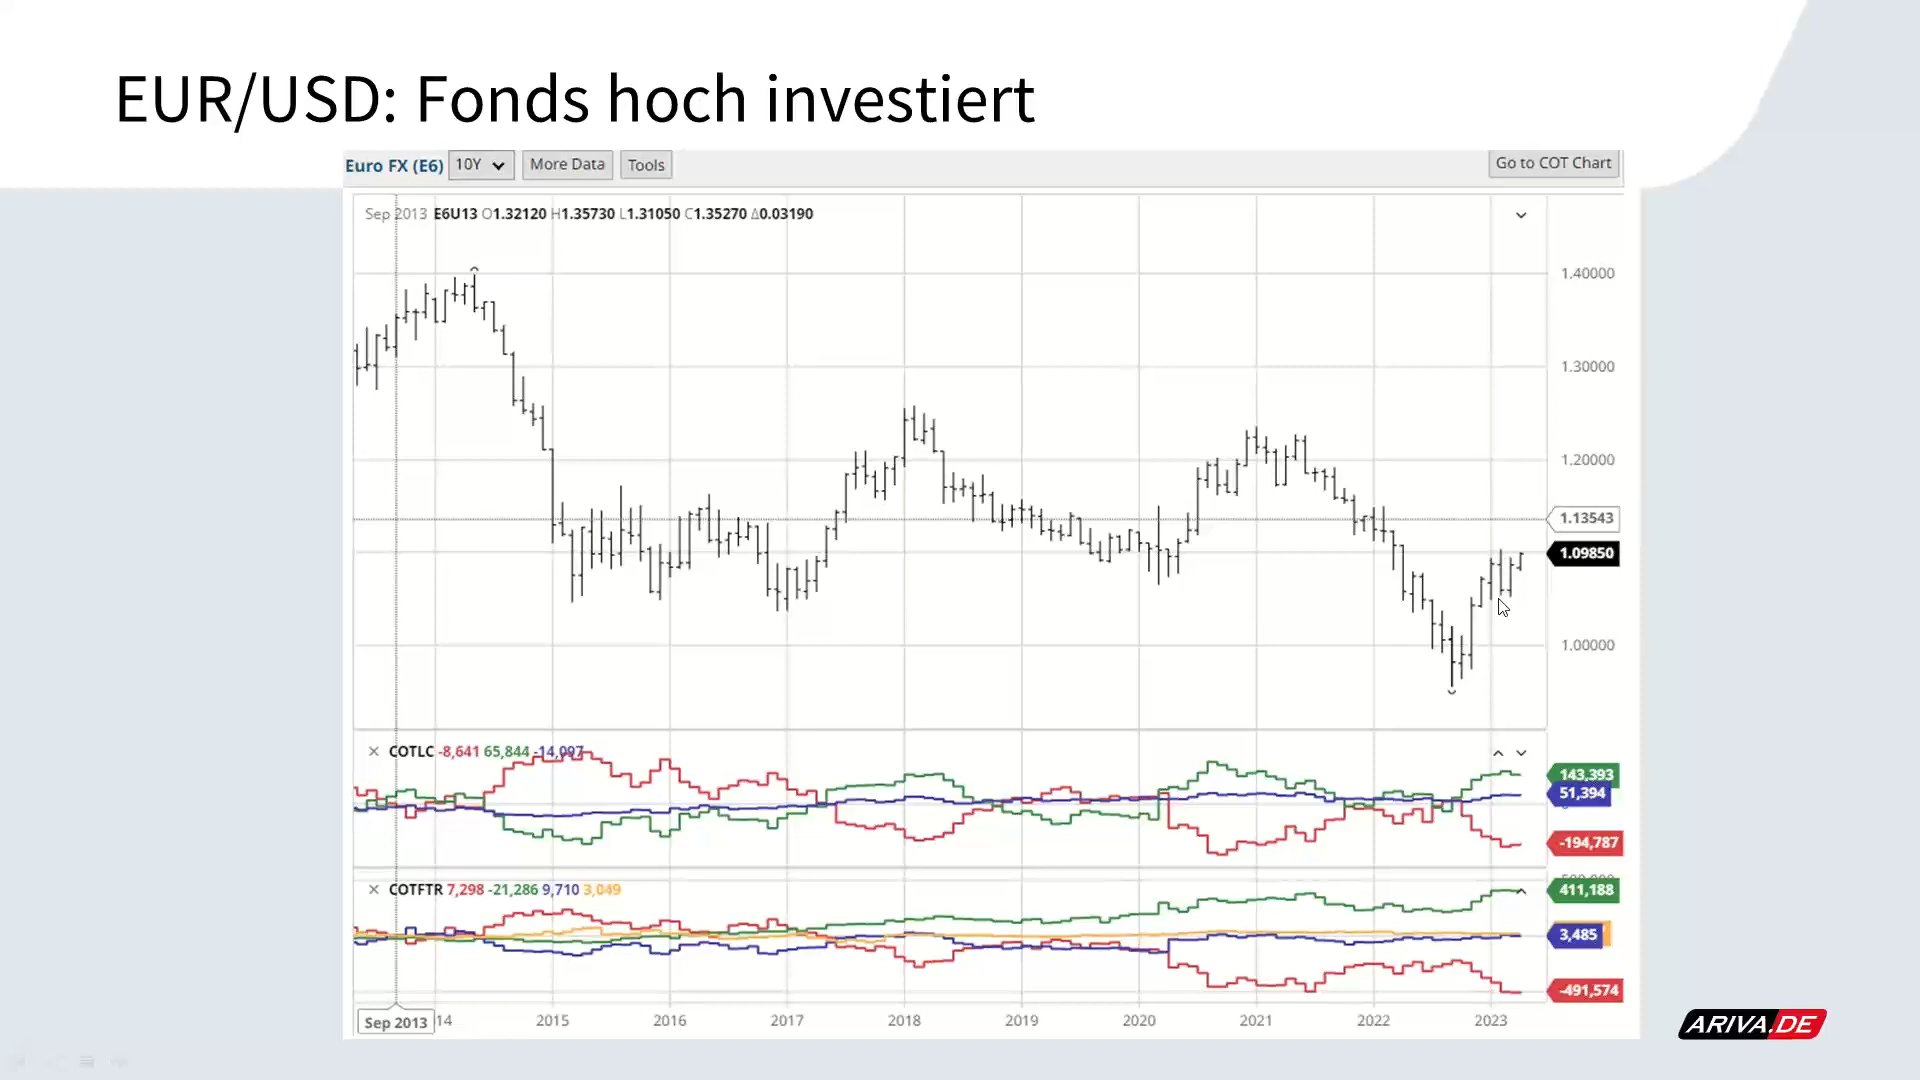 EUR/USD: Fonds hoch investiert
Euro FX (E6) 10Y More Data Tools Go to COT Chart
Sep 2013 E6U13 O1.32120 H1.35730 L1.31050 C1.35270 Δ0.03190
1.40000
1.30000
1.20000
1.13543
1.09850
1.00000
COTLC -8,641 65,844 -14,097
143,393
51,394
-194,787
COTFTR 7,298 -21,286 9,710 3,049
411,188
3,485
-491,574
Sep 2013 14 2015 2016 2017 2018 2019 2020 2021 2022 2023
ARIVA.DE